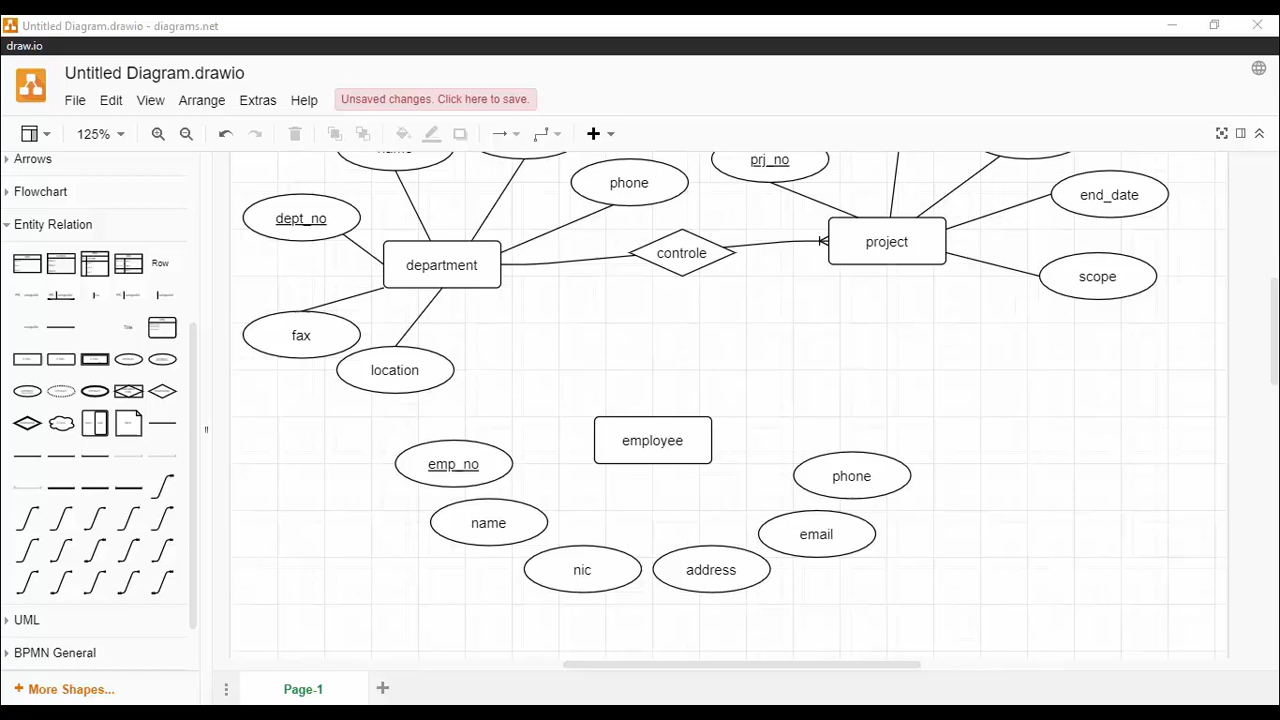 Untitled Diagram.drawio - diagrams.net
draw.io
Untitled Diagram.drawio
File Edit View Arrange Extras Help
Unsaved changes. Click here to save.
125%
Arrows
Flowchart
Entity Relation
Row
Title
UML
BPMN General
+ More Shapes...
name
phone
prj_no
end_date
dept_no
department
controle
project
scope
fax
location
employee
emp_no
phone
name
email
nic
address
Page-1